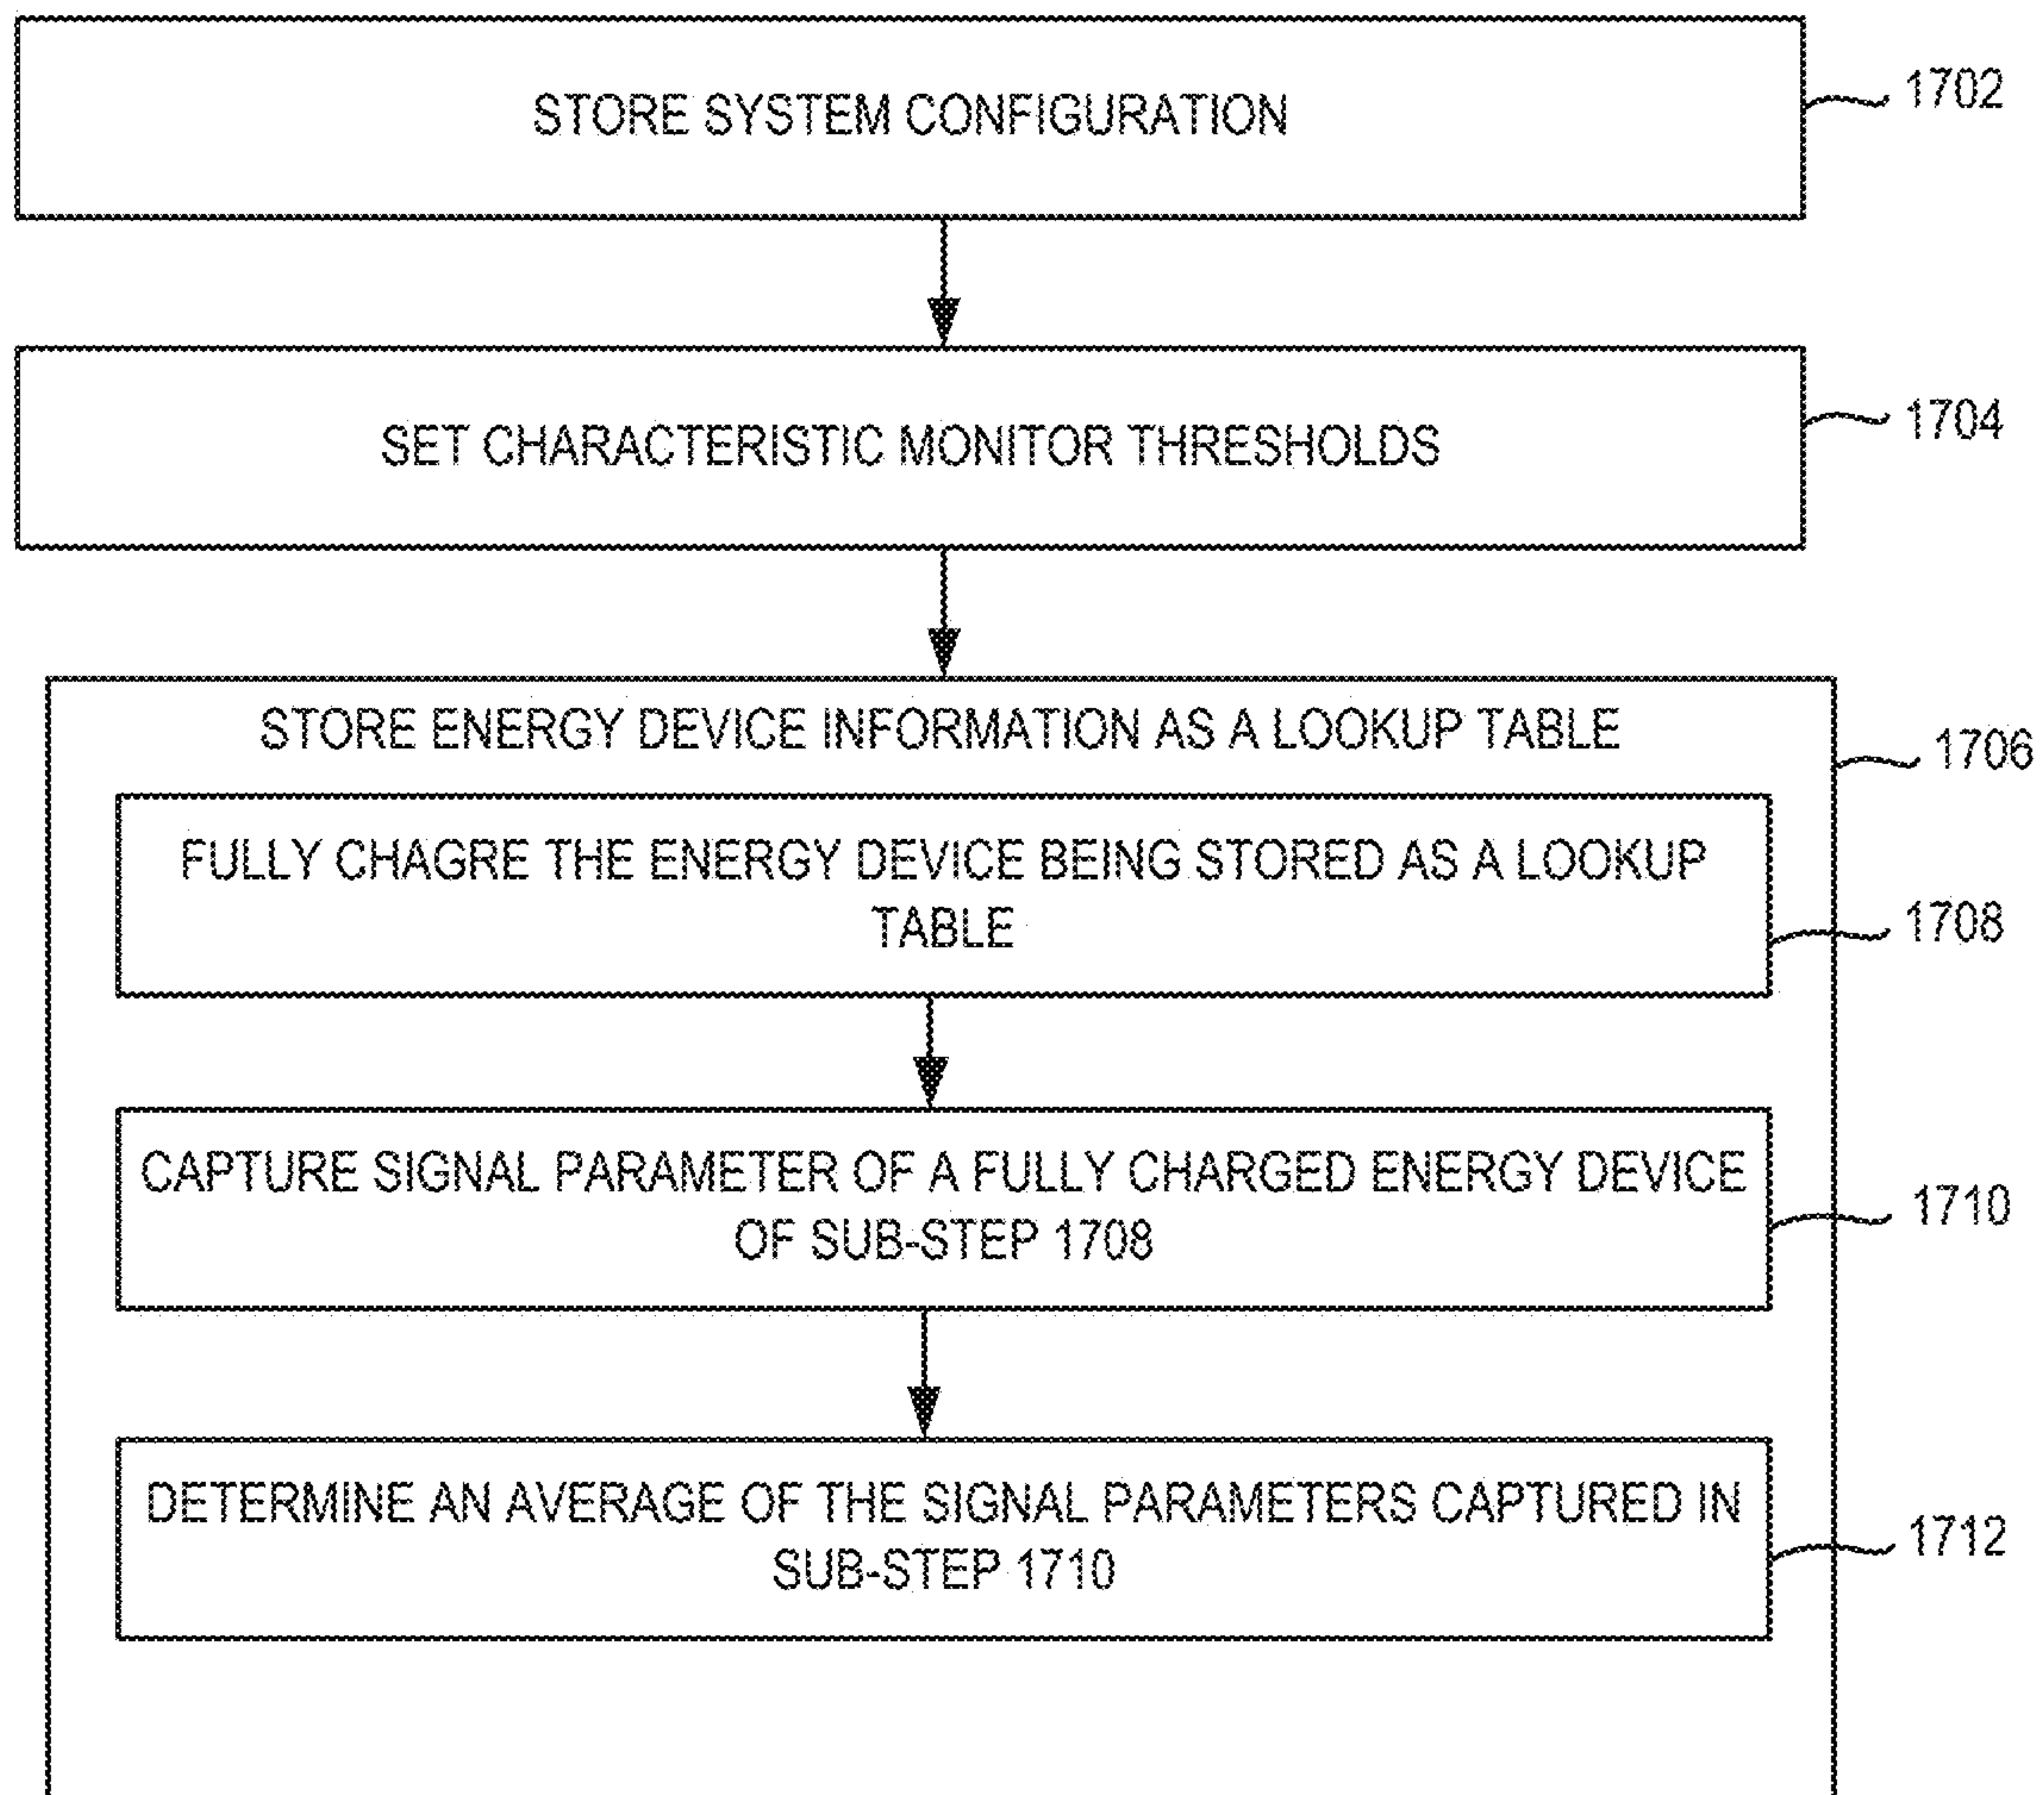 STORE SYSTEM CONFIGURATION
1702
SET CHARACTERISTIC MONITOR THRESHOLDS
1704
STORE ENERGY DEVICE INFORMATION AS A LOOKUP TABLE
1706
FULLY CHAGRE THE ENERGY DEVICE BEING STORED AS A LOOKUP
TABLE
1708
CAPTURE SIGNAL PARAMETER OF A FULLY CHARGED ENERGY DEVICE
OF SUB-STEP 1708
1710
DETERMINE AN AVERAGE OF THE SIGNAL PARAMETERS CAPTURED IN
SUB-STEP 1710
1712